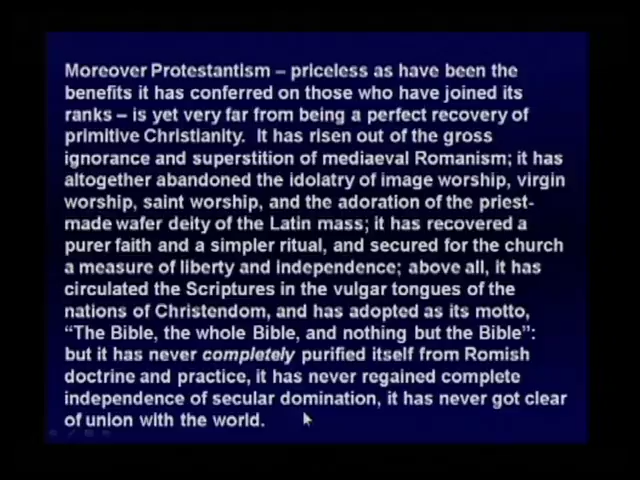 Moreover Protestantism – priceless as have been the
benefits it has conferred on those who have joined its
ranks – is yet very far from being a perfect recovery of
primitive Christianity. It has risen out of the gross
ignorance and superstition of mediaeval Romanism; it has
altogether abandoned the idolatry of image worship, virgin
worship, saint worship, and the adoration of the priest-
made wafer deity of the Latin mass; it has recovered a
purer faith and a simpler ritual, and secured for the church
a measure of liberty and independence; above all, it has
circulated the Scriptures in the vulgar tongues of the
nations of Christendom, and has adopted as its motto,
“The Bible, the whole Bible, and nothing but the Bible”:
but it has never completely purified itself from Romish
doctrine and practice, it has never regained complete
independence of secular domination, it has never got clear
of union with the world.